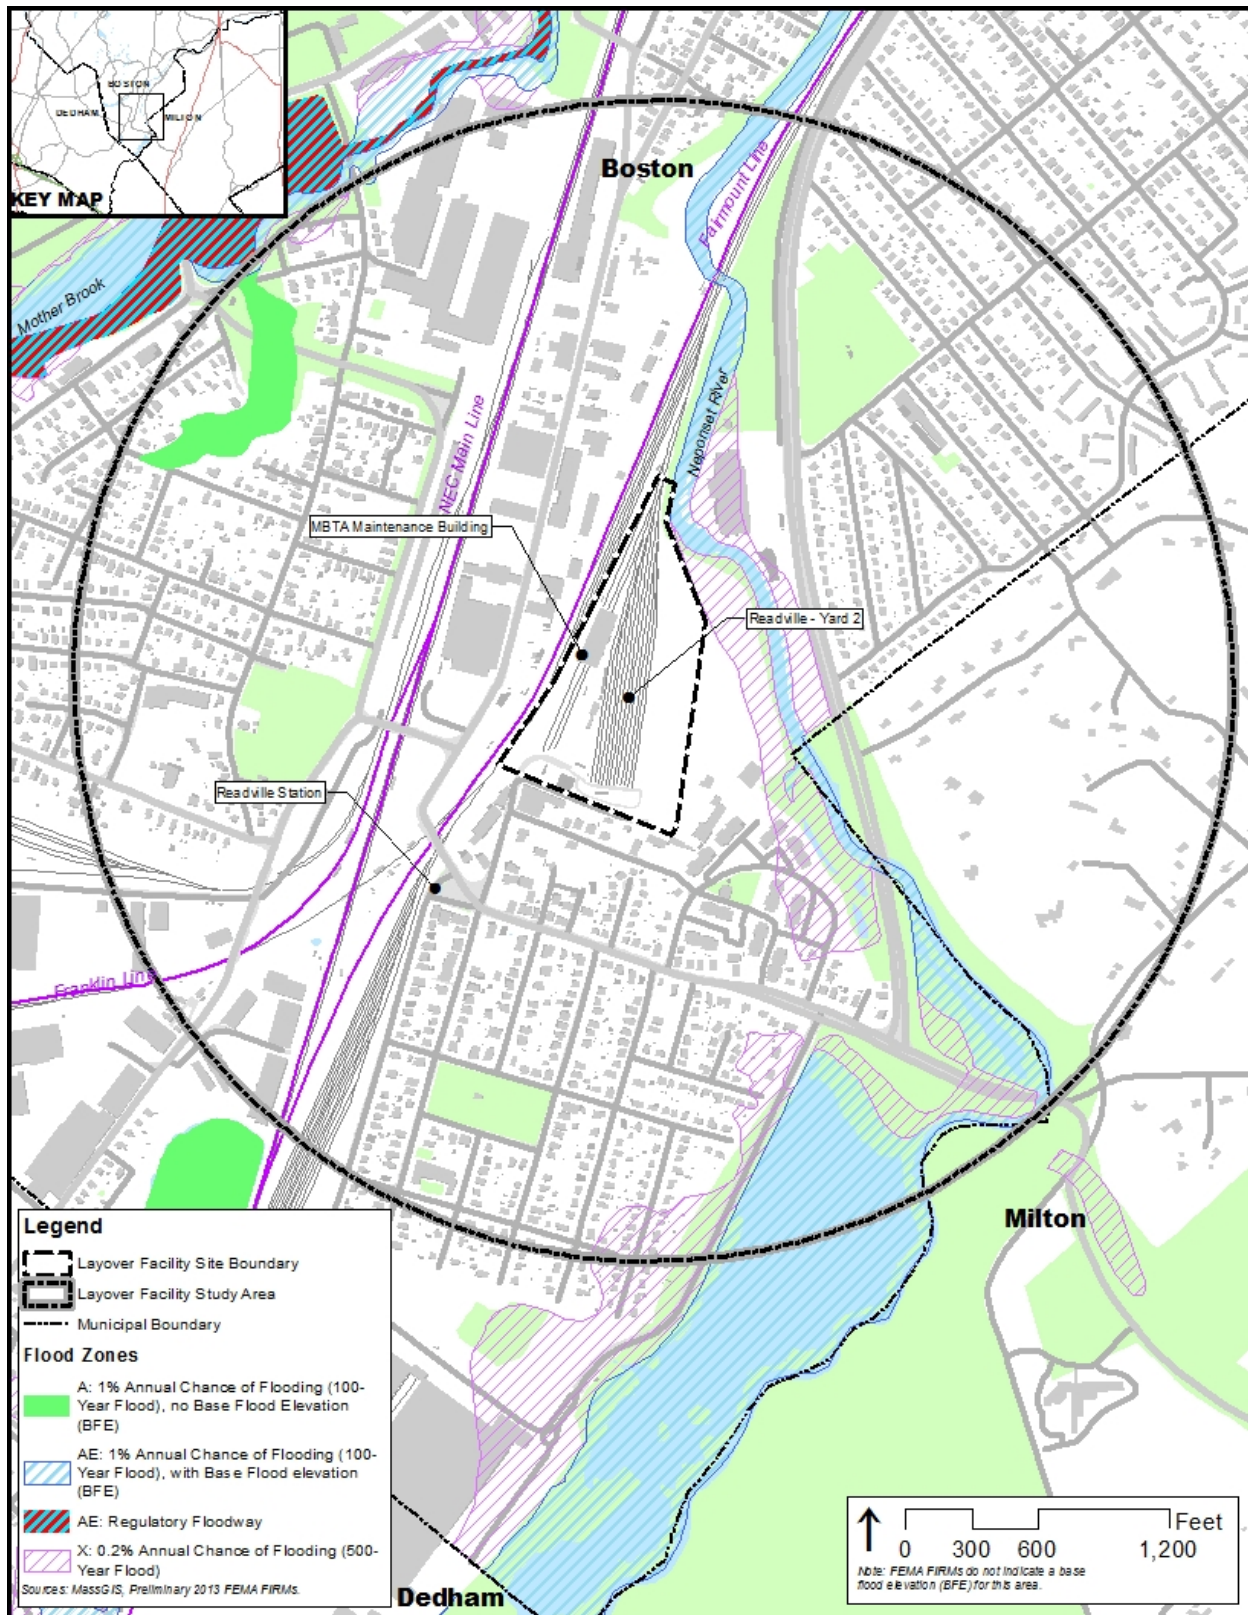 BOSTON
DEDHAM
MILTON
KEY MAP
Boston
Fairmount Line
Mother Brook
NEC Main Line
Neponset River
MBTA Maintenance Building
Readville - Yard 2
Readville Station
Franklin Line
Milton
Dedham
Legend
Layover Facility Site Boundary
Layover Facility Study Area
Municipal Boundary
Flood Zones
A: 1% Annual Chance of Flooding (100-
Year Flood), no Base Flood Elevation
(BFE)
AE: 1% Annual Chance of Flooding (100-
Year Flood), with Base Flood elevation
(BFE)
AE: Regulatory Floodway
X: 0.2% Annual Chance of Flooding (500-
Year Flood)
Sources: MassGIS, Preliminary 2013 FEMA FIRMs.
Feet
0 300 600 1,200
Note: FEMA FIRMs do not indicate a base
flood elevation (BFE) for this area.